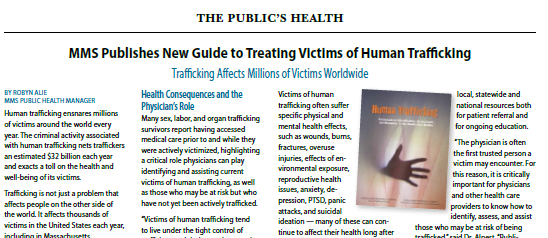 THE PUBLIC'S HEALTH
MMS Publishes New Guide to Treating Victims of Human Trafficking
Trafficking Affects Millions of Victims Worldwide
BY ROBYN ALIE
MMS PUBLIC HEALTH MANAGER
Human trafficking ensnares millions
of victims around the world every
year. The criminal activity associated
with human trafficking nets traffickers
an estimated $32 billion each year
and exacts a toll on the health and
well-being of its victims.
Trafficking is not just a problem that
affects people on the other side of
the world. It affects thousands of
victims in the United States each year,
including in Massachusetts.
Health Consequences and the
Physician's Role
Many sex, labor, and organ trafficking
survivors report having accessed
medical care prior to and while they
were actively victimized, highlighting
a critical role physicians can play
identifying and assisting current
victims of human trafficking, as well
as those who may be at risk but who
have not yet been actively trafficked.
“Victims of human trafficking tend
to live under the tight control of
Victims of human
trafficking often suffer
specific physical and
mental health effects,
such as wounds, burns,
fractures, overuse
injuries, effects of en-
vironmental exposure,
reproductive health
issues, anxiety, de-
pression, PTSD, panic
attacks, and suicidal
ideation — many of these can con-
tinue to affect their health long after
Human Trafficking
local, statewide and
national resources both
for patient referral and
for ongoing education.
“The physician is often
the first trusted person a
victim may encounter. For
this reason, it is critically
important for physicians
and other health care
providers to know how to
identify, assess, and assist
those who may be at risk of being
trafficked,” said Dr. Alpert. “Publi-